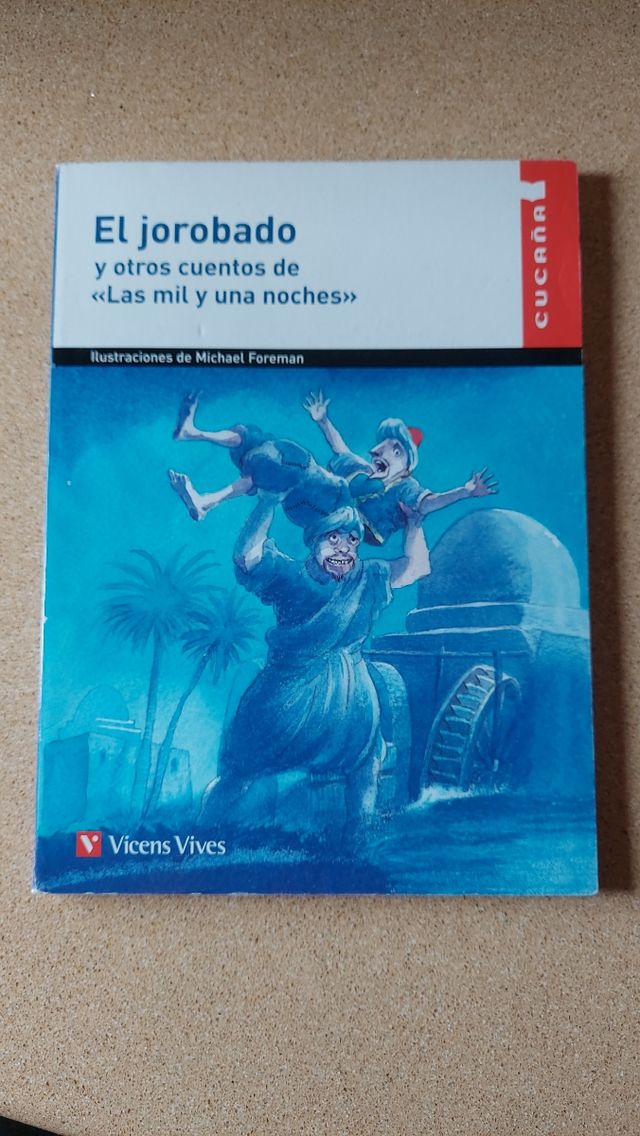 El jorobado
y otros cuentos de
«Las mil y una noches»
CUCAÑA
Ilustraciones de Michael Foreman
V Vicens Vives